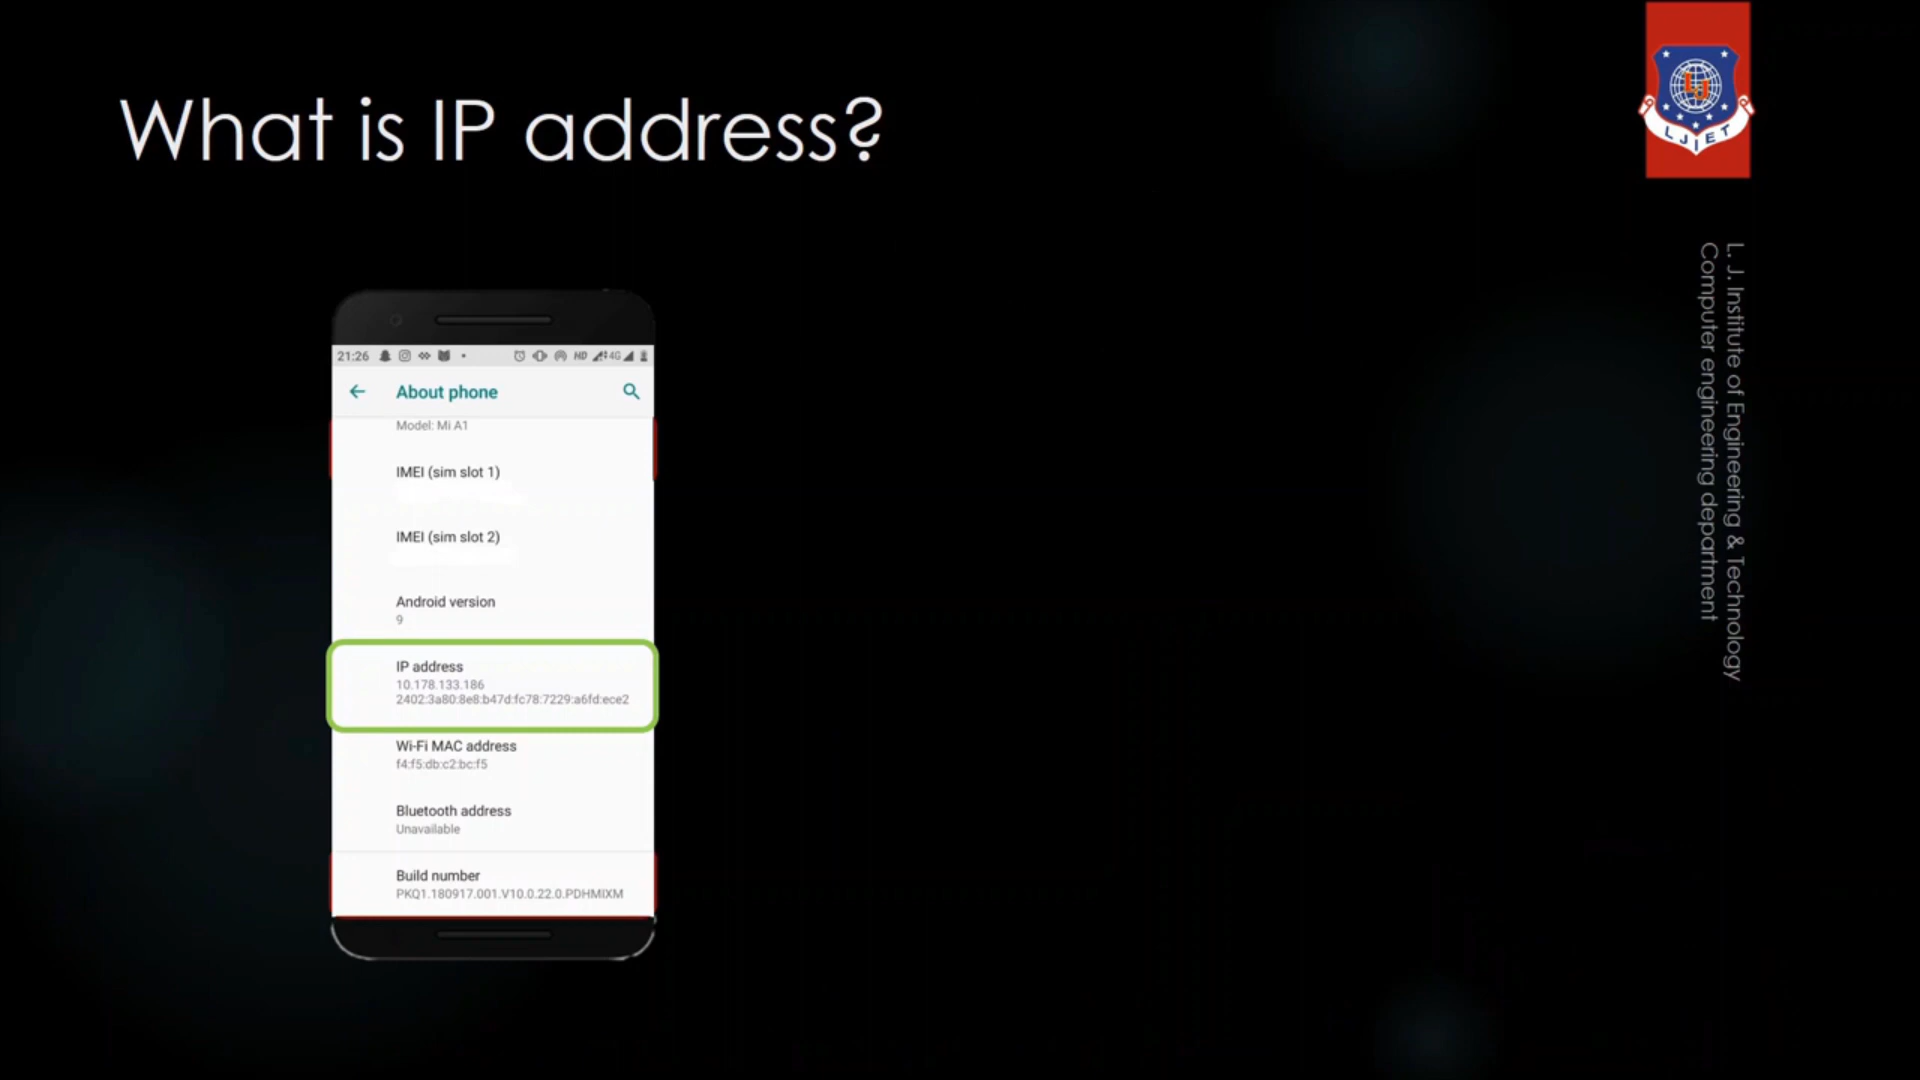 What is IP address?
LJIET
L. J. Institute of Engineering & Technology
Computer engineering department
21:26
HD
4G
About phone
Model: Mi A1
IMEI (sim slot 1)
IMEI (sim slot 2)
Android version
9
IP address
10.178.133.186
2402:3a80:8e8:b47d:fc78:7229:a6fd:ece2
Wi-Fi MAC address
f4:f5:db:c2:bc:f5
Bluetooth address
Unavailable
Build number
PKQ1.180917.001.V10.0.22.0.PDHMIXM